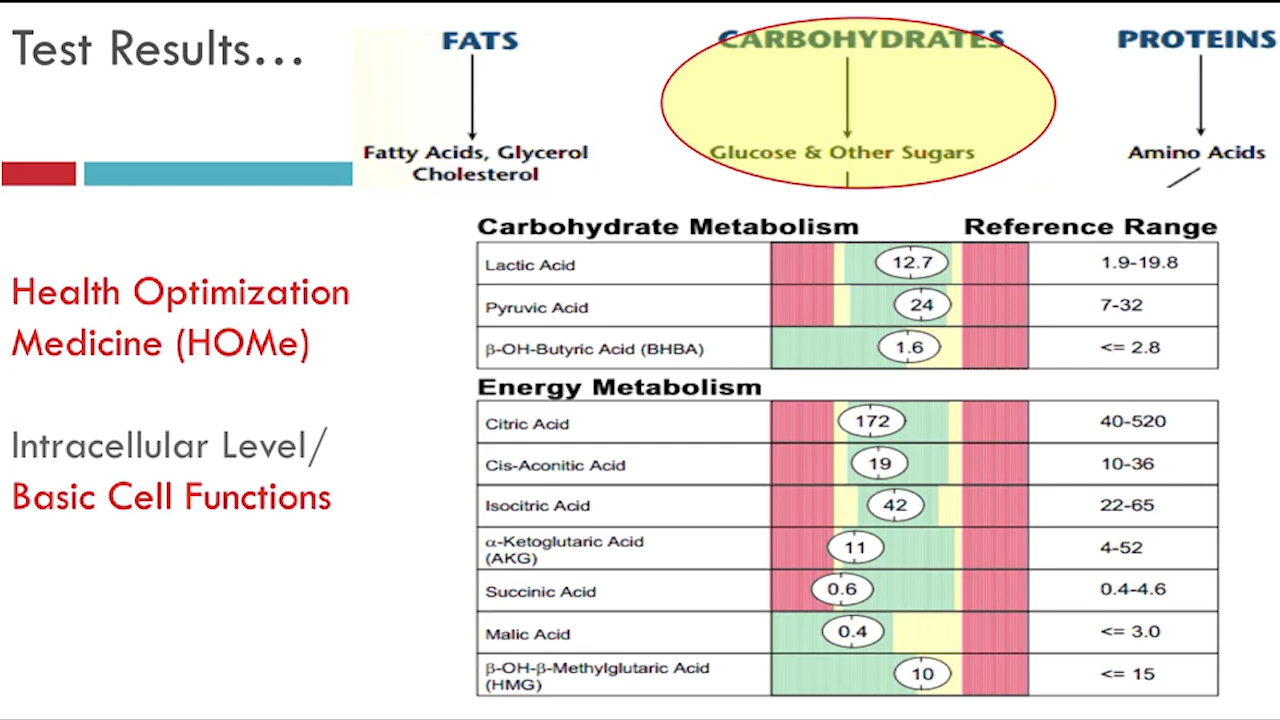 Test Results...
FATS
CARBOHYDRATES
PROTEINS
Fatty Acids, Glycerol
Cholesterol
Glucose & Other Sugars
Amino Acids
Health Optimization
Medicine (HOMe)
Intracellular Level/
Basic Cell Functions
Carbohydrate Metabolism Reference Range
Lactic Acid 12.7 1.9-19.8
Pyruvic Acid 24 7-32
β-OH-Butyric Acid (BHBA) 1.6 <= 2.8
Energy Metabolism
Citric Acid 172 40-520
Cis-Aconitic Acid 19 10-36
Isocitric Acid 42 22-65
α-Ketoglutaric Acid
(AKG) 11 4-52
Succinic Acid 0.6 0.4-4.6
Malic Acid 0.4 <= 3.0
β-OH-β-Methylglutaric Acid
(HMG) 10 <= 15